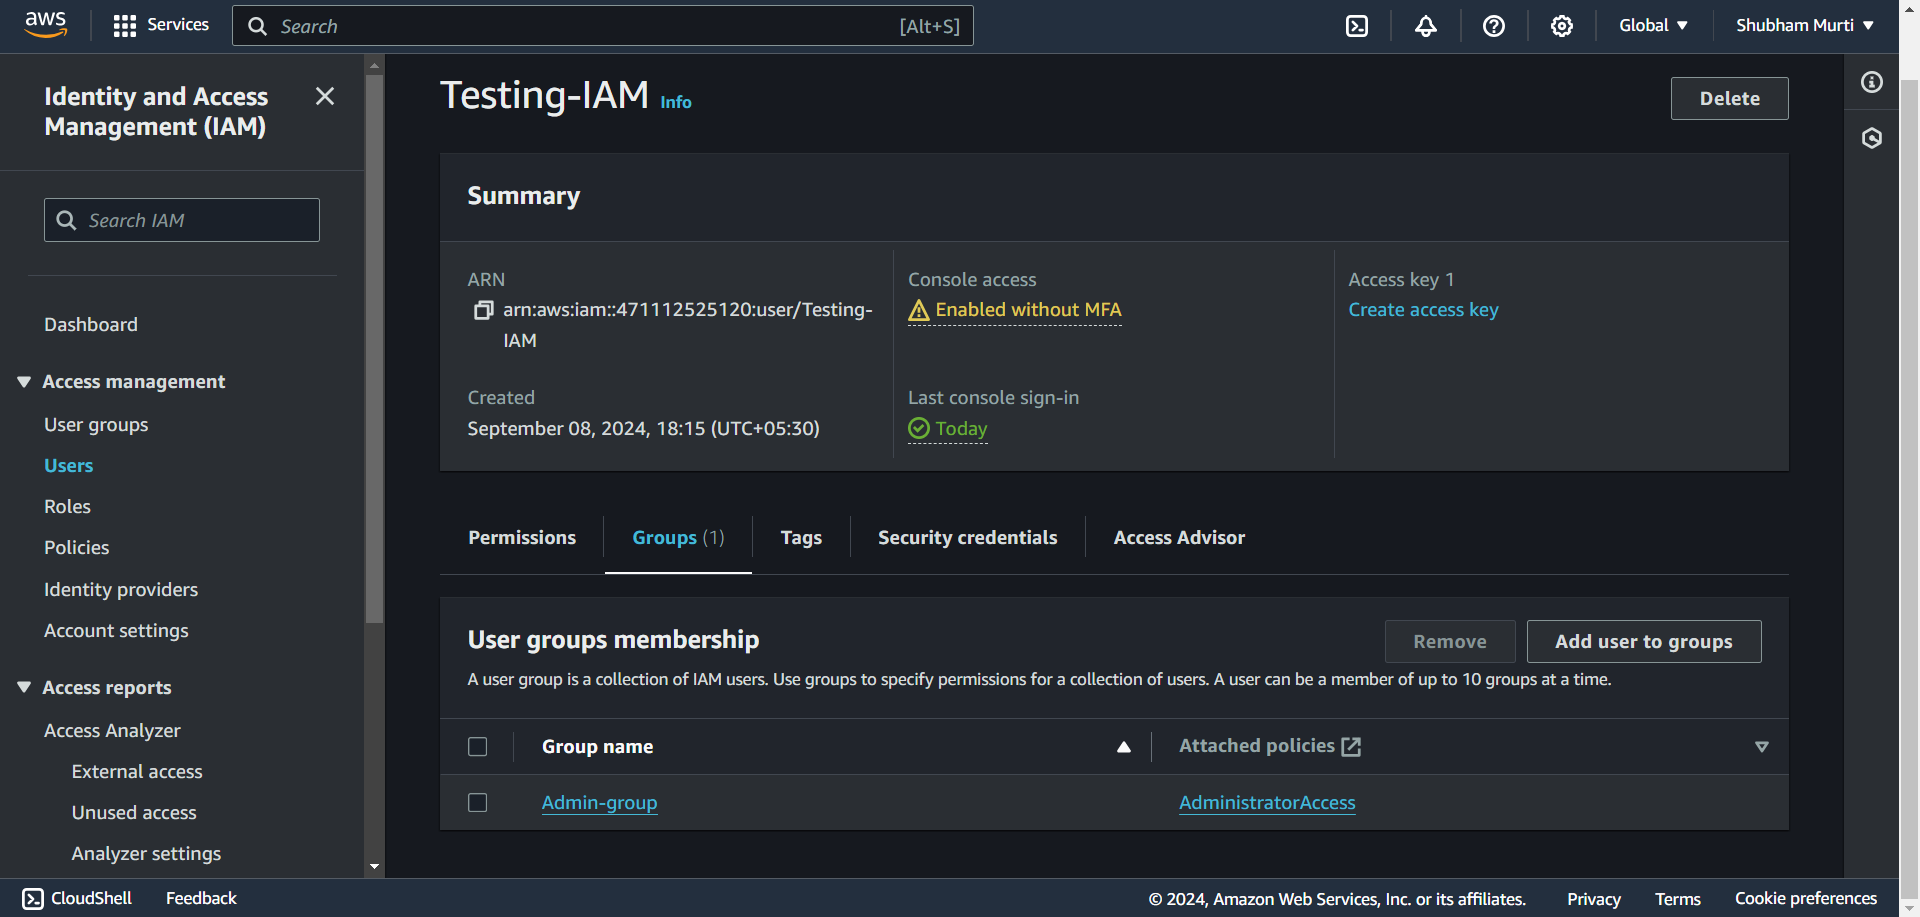 aws
Services
Search
[Alt+S]
Global
Shubham Murti
Identity and Access
Management (IAM)
Search IAM
Dashboard
Access management
User groups
Users
Roles
Policies
Identity providers
Account settings
Access reports
Access Analyzer
External access
Unused access
Analyzer settings
Testing-IAM Info
Delete
Summary
ARN
arn:aws:iam::471112525120:user/Testing-
IAM
Created
September 08, 2024, 18:15 (UTC+05:30)
Console access
Enabled without MFA
Last console sign-in
Today
Access key 1
Create access key
Permissions
Groups (1)
Tags
Security credentials
Access Advisor
User groups membership
Remove
Add user to groups
A user group is a collection of IAM users. Use groups to specify permissions for a collection of users. A user can be a member of up to 10 groups at a time.
Group name
Attached policies
Admin-group
AdministratorAccess
CloudShell
Feedback
© 2024, Amazon Web Services, Inc. or its affiliates.
Privacy
Terms
Cookie preferences